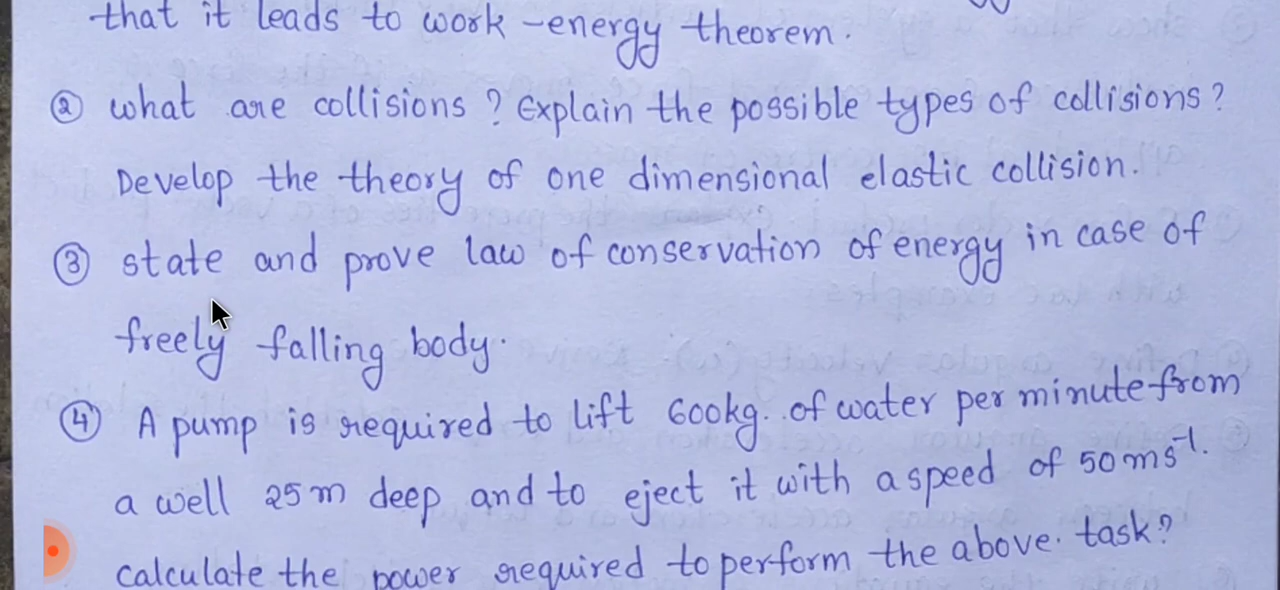 that it leads to work -energy theorem.
② what are collisions ? Explain the possible types of collisions ?
Develop the theory of one dimensional elastic collision.
③ state and prove law of conservation of energy in case of
freely falling body.
④ A pump is required to lift 600kg. of water per minute from
a well 25m deep and to eject it with a speed of 50ms⁻¹.
calculate the power required to perform the above. task?